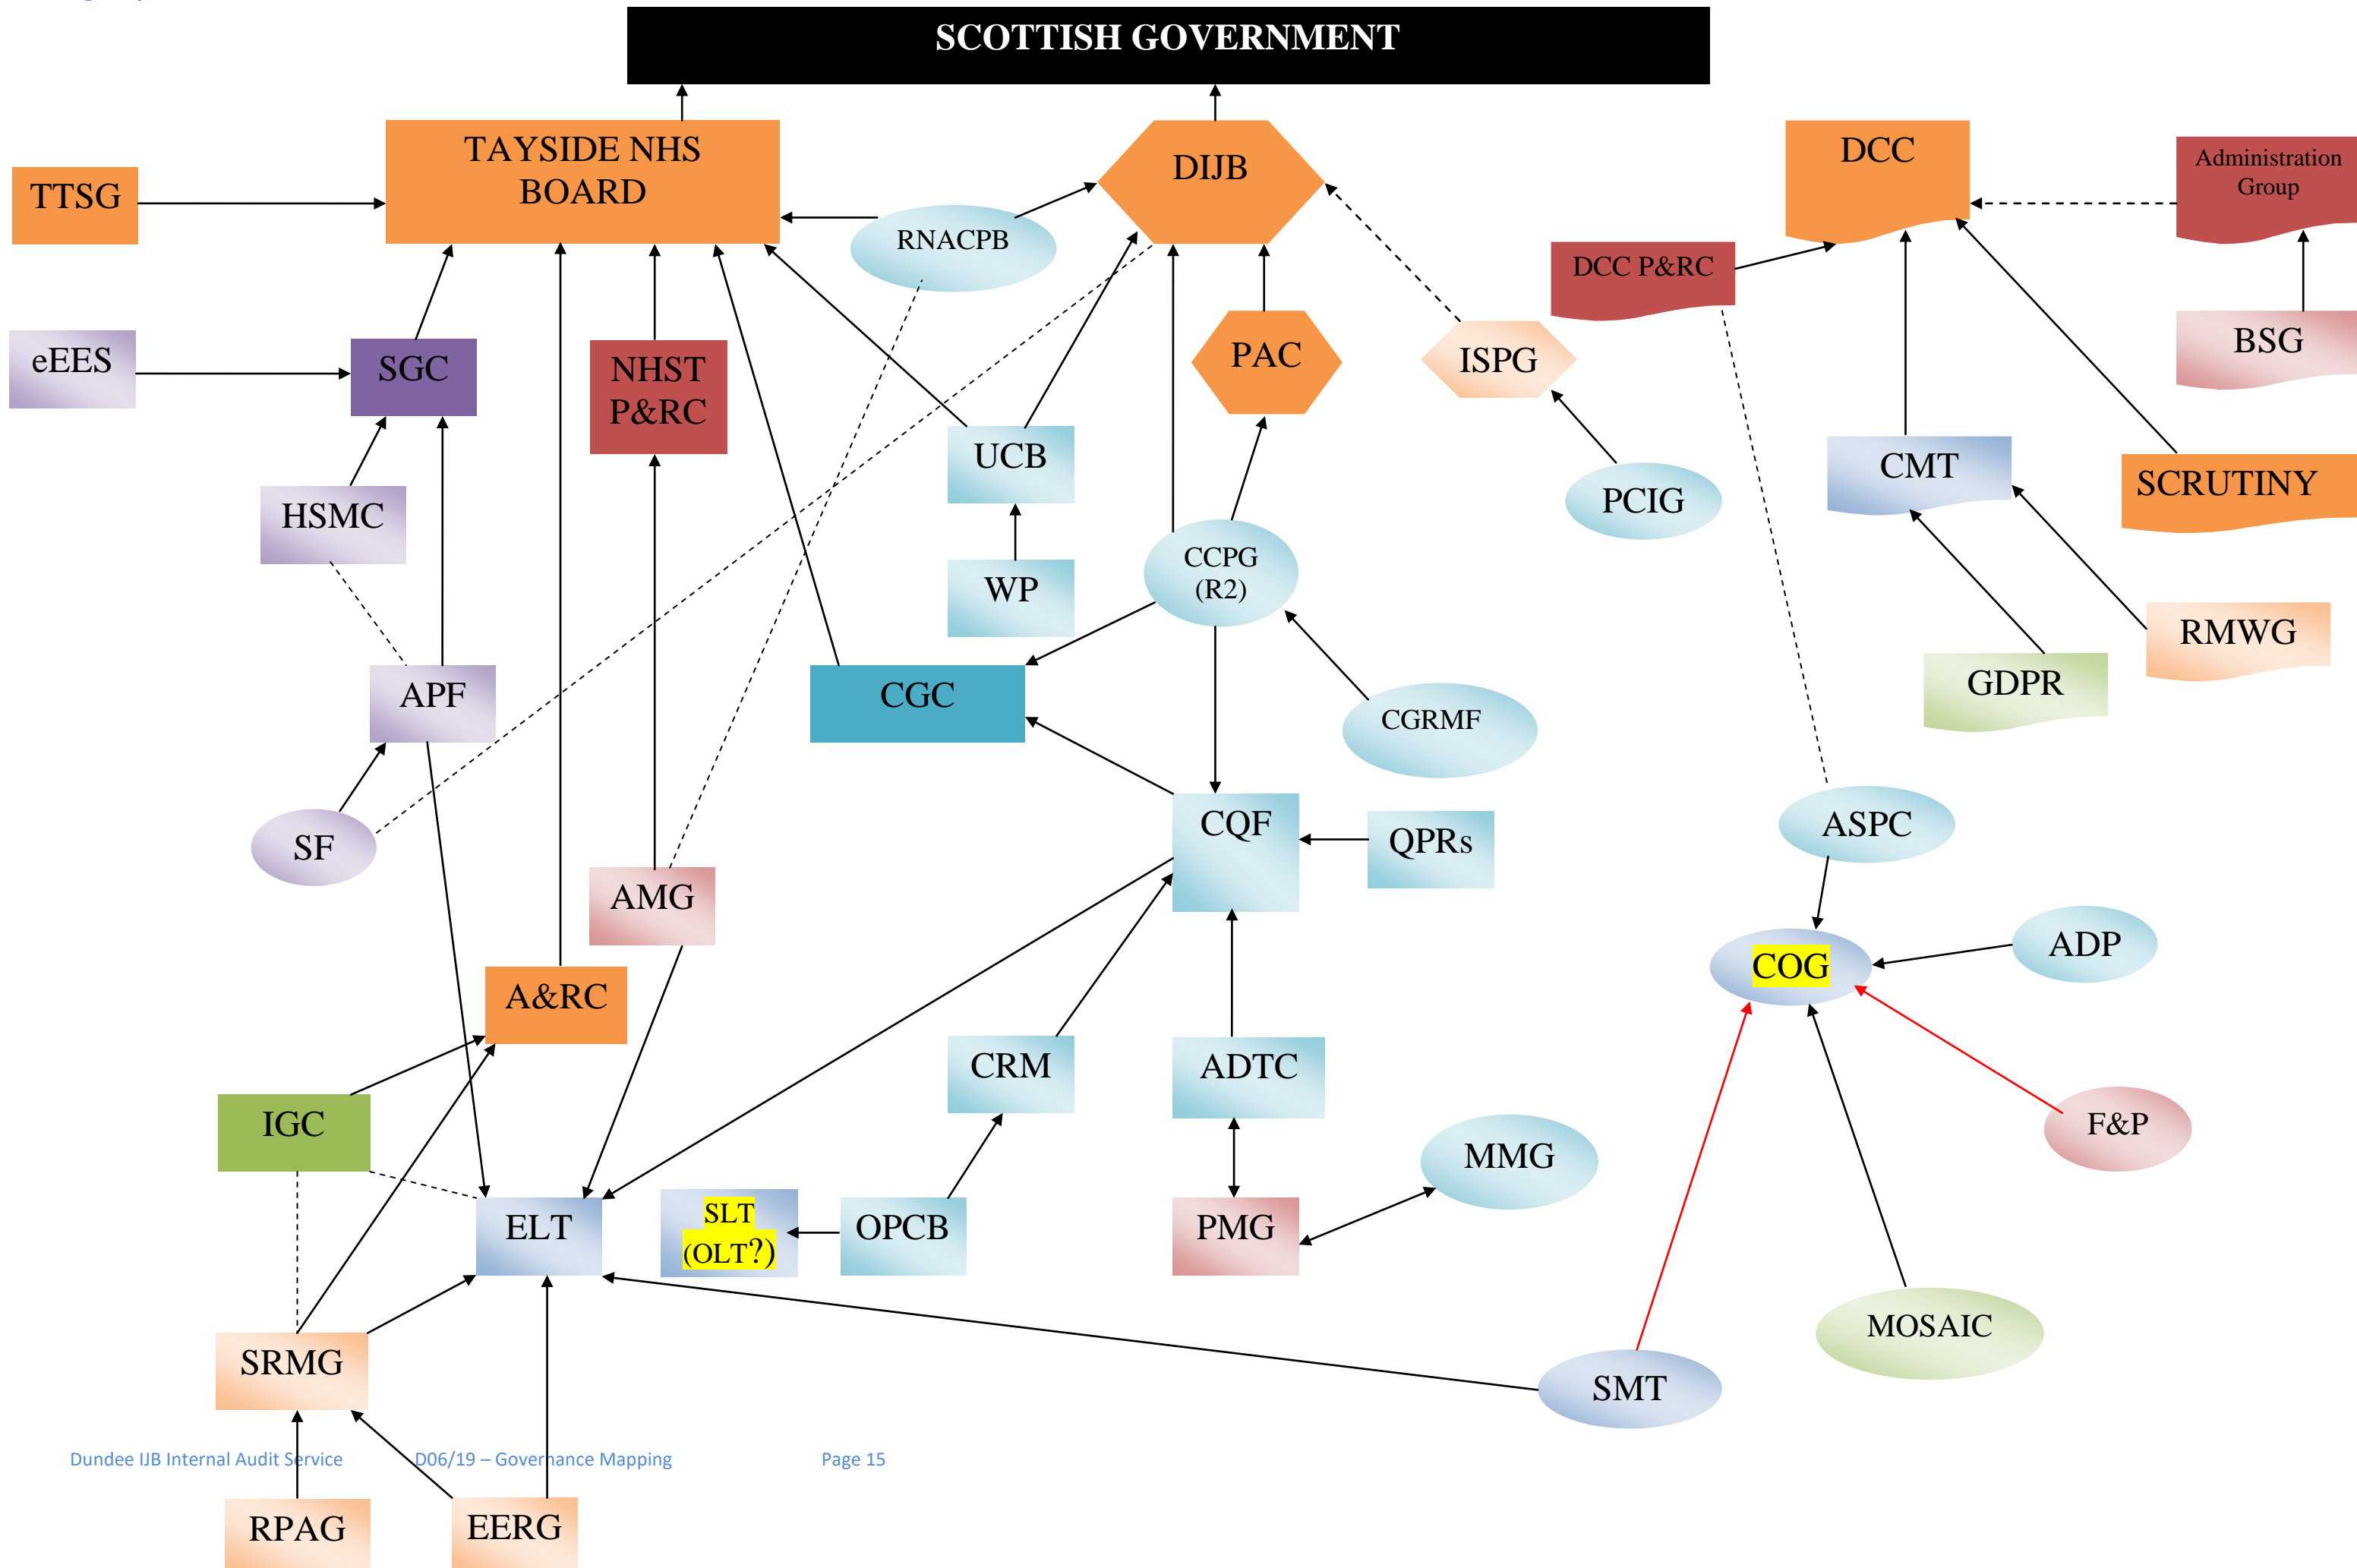 SCOTTISH GOVERNMENT
TAYSIDE NHS
BOARD
DIJB
DCC
Administration
Group
TTSG
RNACPB
DCC P&RC
eEES
SGC
NHST
P&RC
PAC
ISPG
BSG
UCB
CMT
SCRUTINY
HSMC
PCIG
CCPG
(R2)
WP
RMWG
APF
CGC
CGRMF
GDPR
SF
CQF
QPRs
ASPC
AMG
ADP
COG
A&RC
CRM
ADTC
IGC
F&P
MMG
ELT
SLT
(OLT?)
OPCB
PMG
MOSAIC
SRMG
SMT
Dundee IJB Internal Audit Service D06/19 – Governance Mapping Page 15
RPAG
EERG